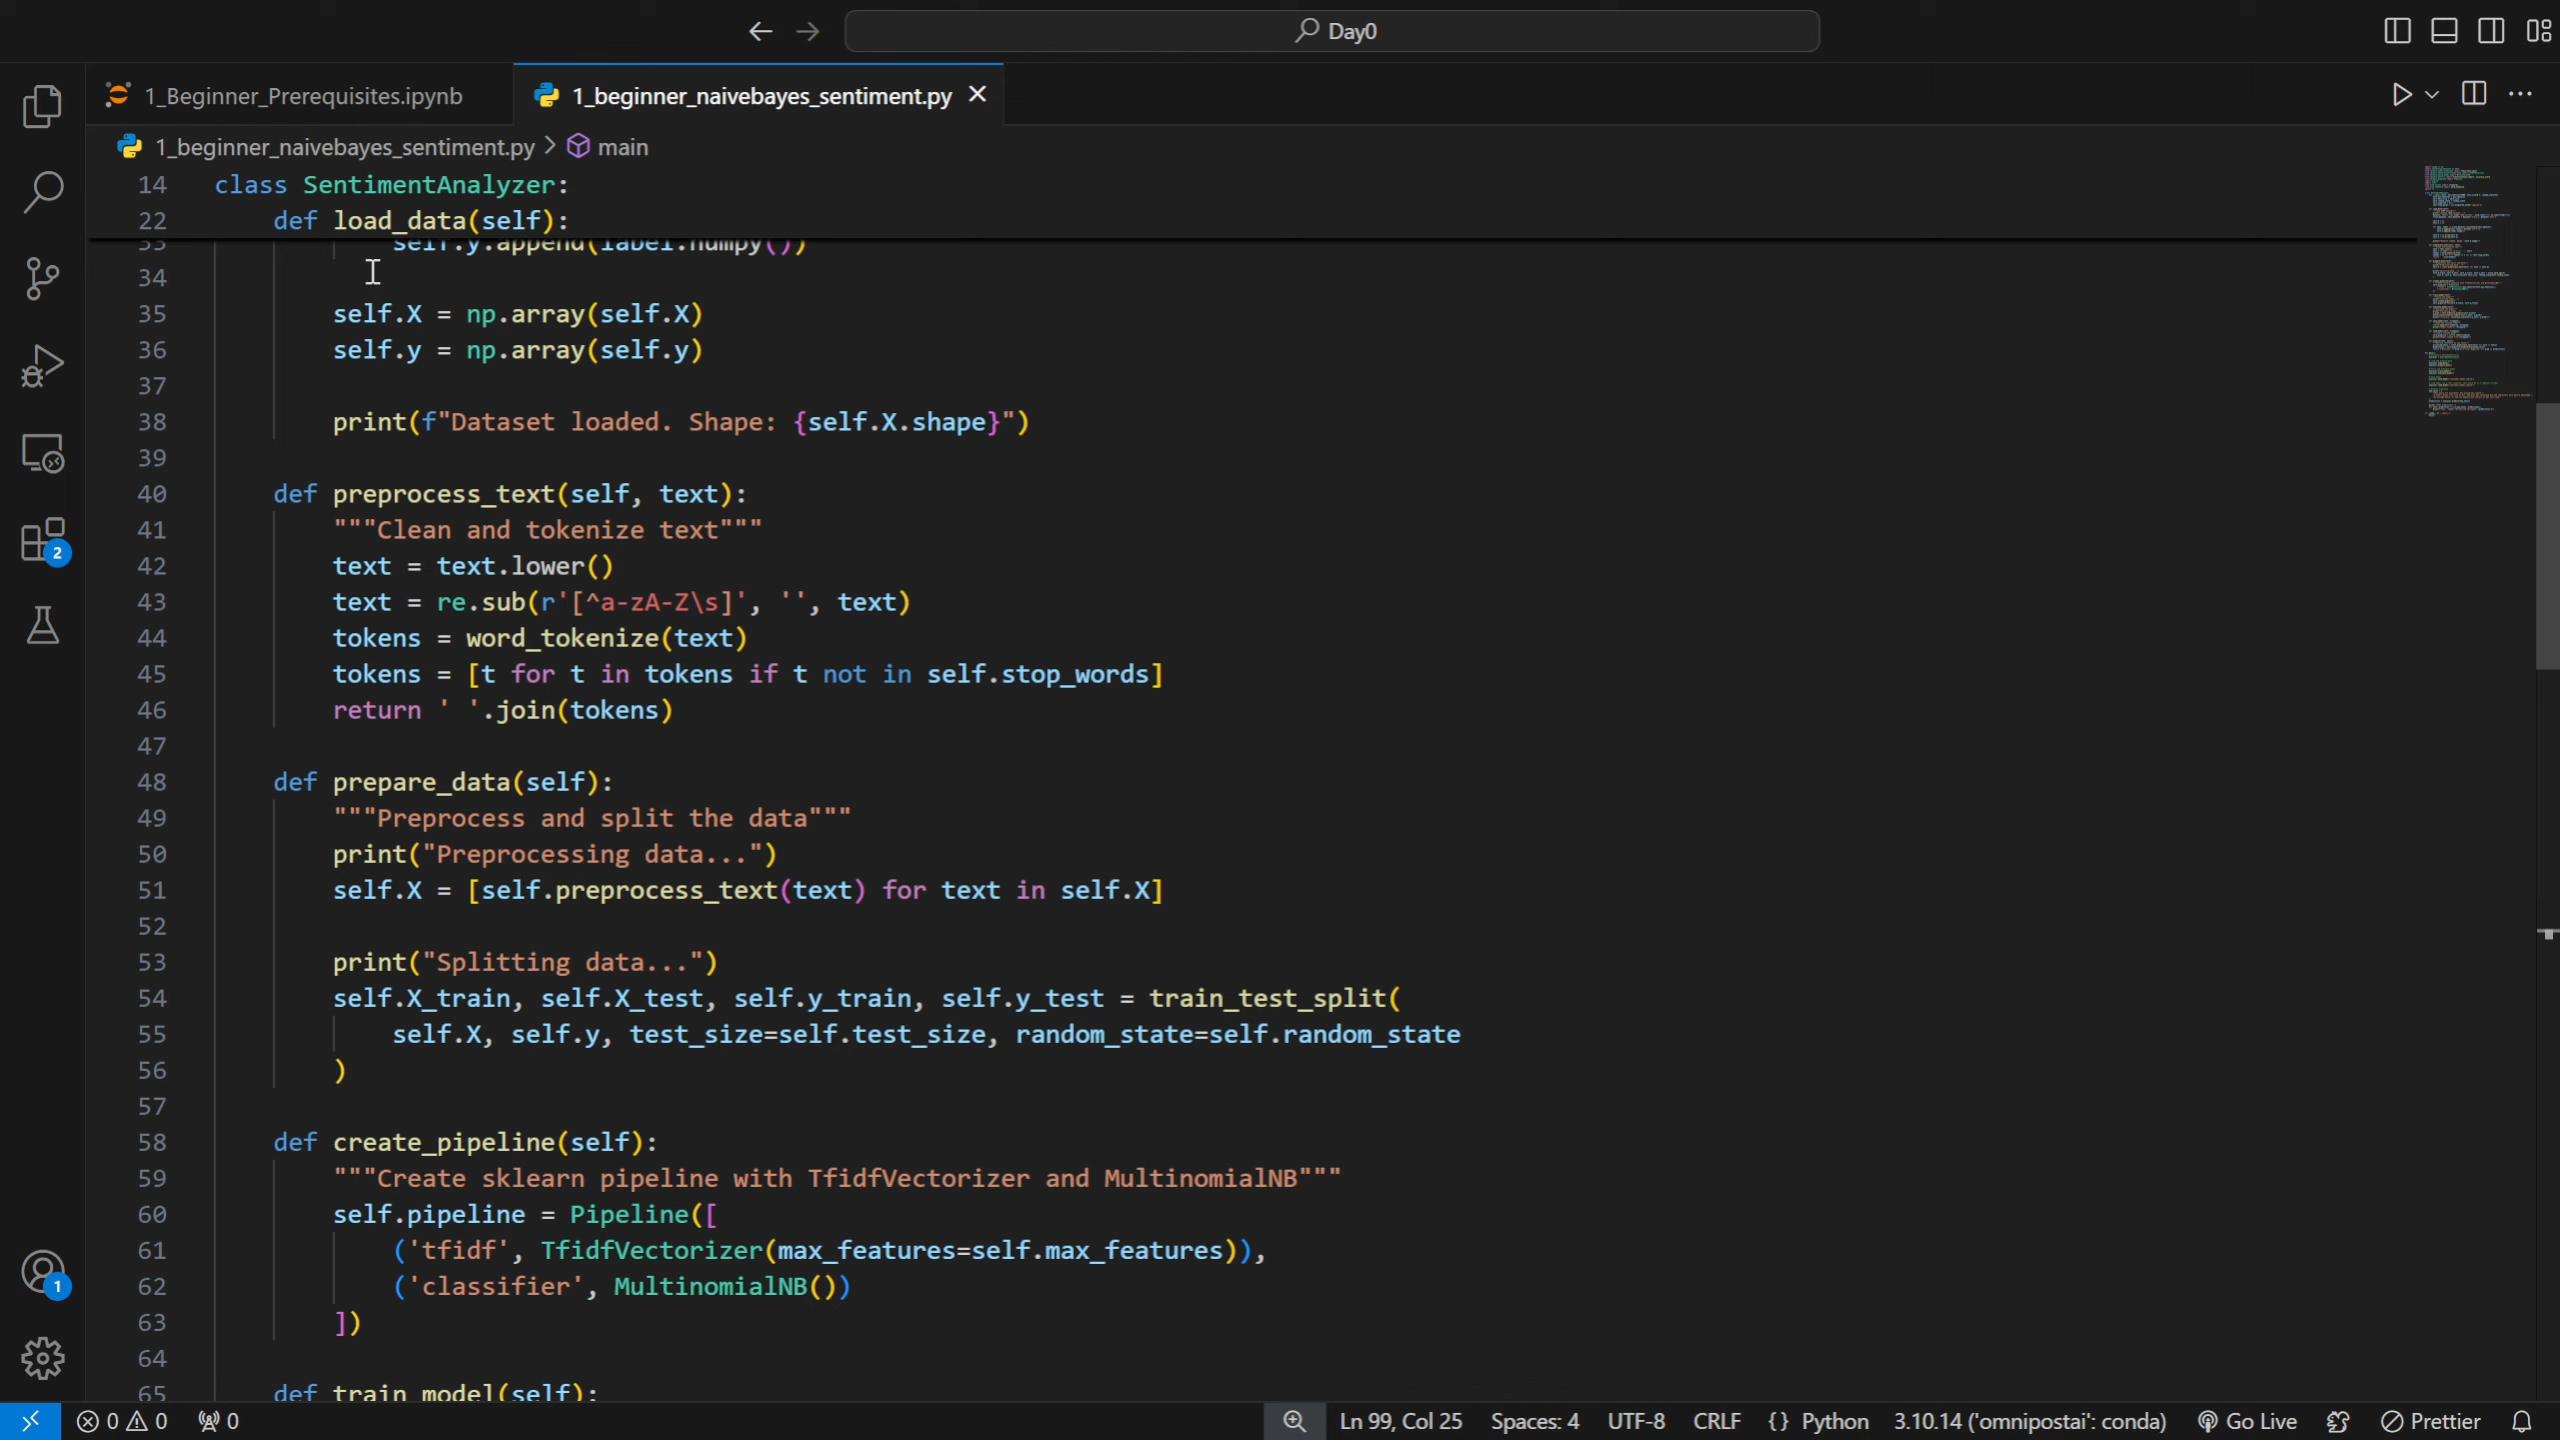 Day0
1_Beginner_Prerequisites.ipynb
1_beginner_naivebayes_sentiment.py
1_beginner_naivebayes_sentiment.py > main
14 class SentimentAnalyzer:
22     def load_data(self):
33             self.y.append(label.numpy())
34
35         self.X = np.array(self.X)
36         self.y = np.array(self.y)
37
38         print(f"Dataset loaded. Shape: {self.X.shape}")
39
40     def preprocess_text(self, text):
41         """Clean and tokenize text"""
42         text = text.lower()
43         text = re.sub(r'[^a-zA-Z\s]', '', text)
44         tokens = word_tokenize(text)
45         tokens = [t for t in tokens if t not in self.stop_words]
46         return ' '.join(tokens)
47
48     def prepare_data(self):
49         """Preprocess and split the data"""
50         print("Preprocessing data...")
51         self.X = [self.preprocess_text(text) for text in self.X]
52
53         print("Splitting data...")
54         self.X_train, self.X_test, self.y_train, self.y_test = train_test_split(
55             self.X, self.y, test_size=self.test_size, random_state=self.random_state
56         )
57
58     def create_pipeline(self):
59         """Create sklearn pipeline with TfidfVectorizer and MultinomialNB"""
60         self.pipeline = Pipeline([
61             ('tfidf', TfidfVectorizer(max_features=self.max_features)),
62             ('classifier', MultinomialNB())
63         ])
64
65     def train_model(self):
2
1
0 0 0 Ln 99, Col 25 Spaces: 4 UTF-8 CRLF {} Python 3.10.14 ('omnipostai': conda) Go Live Prettier